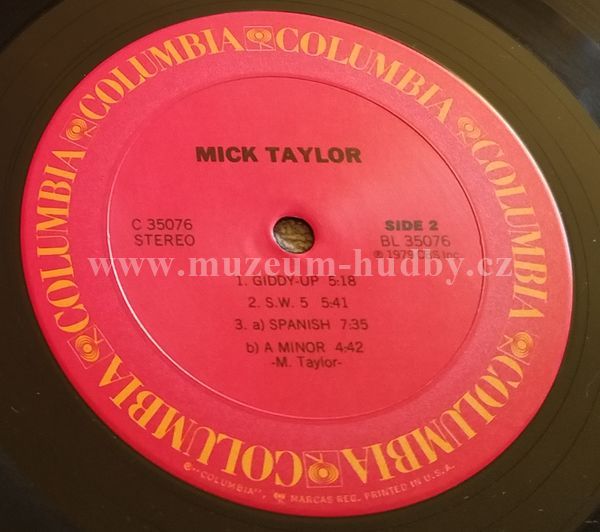 COLUMBIA COLUMBIA COLUMBIA COLUMBIA COLUMBIA COLUMBIA COLUMBIA COLUMBIA
MICK TAYLOR
C 35076 SIDE 2
STEREO BL 35076
℗ 1979 CBS Inc.
www.muzeum-hudby.cz
1. GIDDY-UP 5:18
2. S.W. 5 5:41
3. a) SPANISH 7:35
b) A MINOR 4:42
-M. Taylor-
"COLUMBIA", MARCAS REG. PRINTED IN U.S.A.